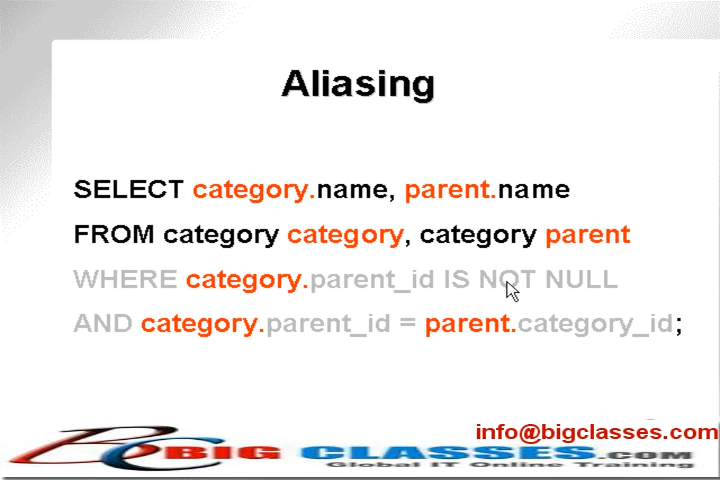 Aliasing
SELECT category.name, parent.name
FROM category category, category parent
WHERE category.parent_id IS NOT NULL
AND category.parent_id = parent.category_id;
info@bigclasses.com
BIG CLASSES.COM
Global IT Online Training